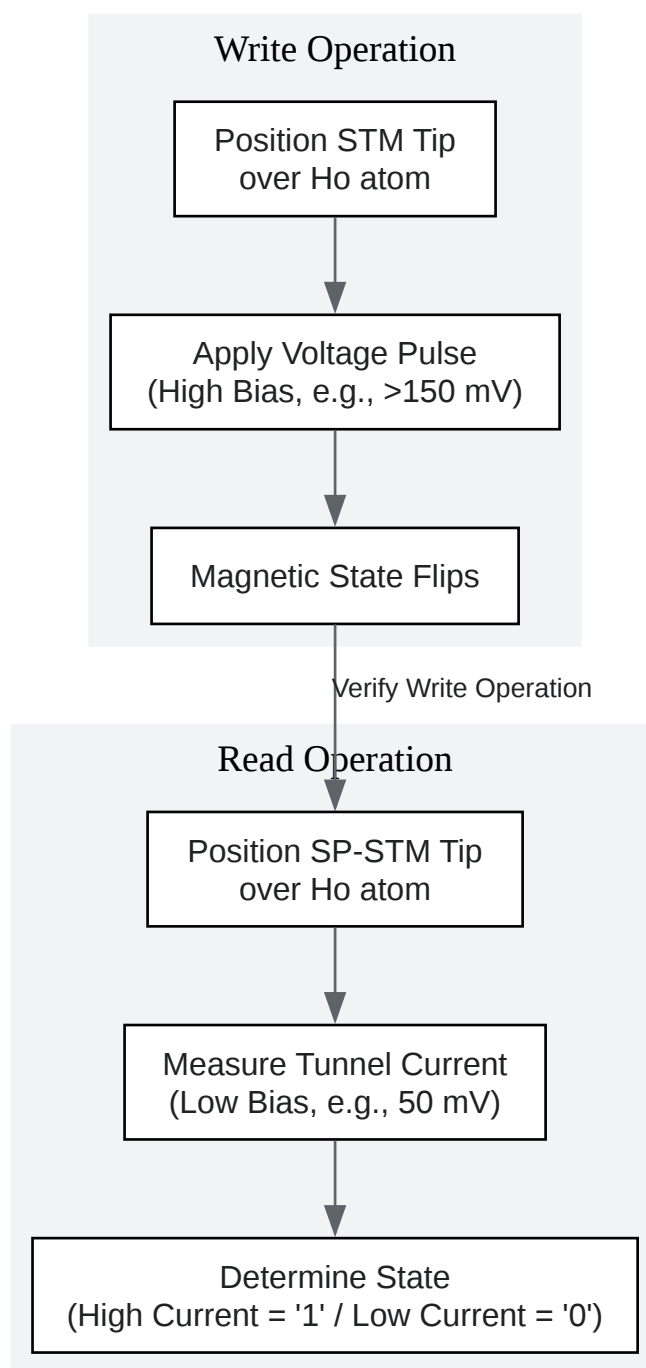 Write Operation
Position STM Tip
over Ho atom
Apply Voltage Pulse
(High Bias, e.g., >150 mV)
Magnetic State Flips
Verify Write Operation
Read Operation
Position SP-STM Tip
over Ho atom
Measure Tunnel Current
(Low Bias, e.g., 50 mV)
Determine State
(High Current = '1' / Low Current = '0')